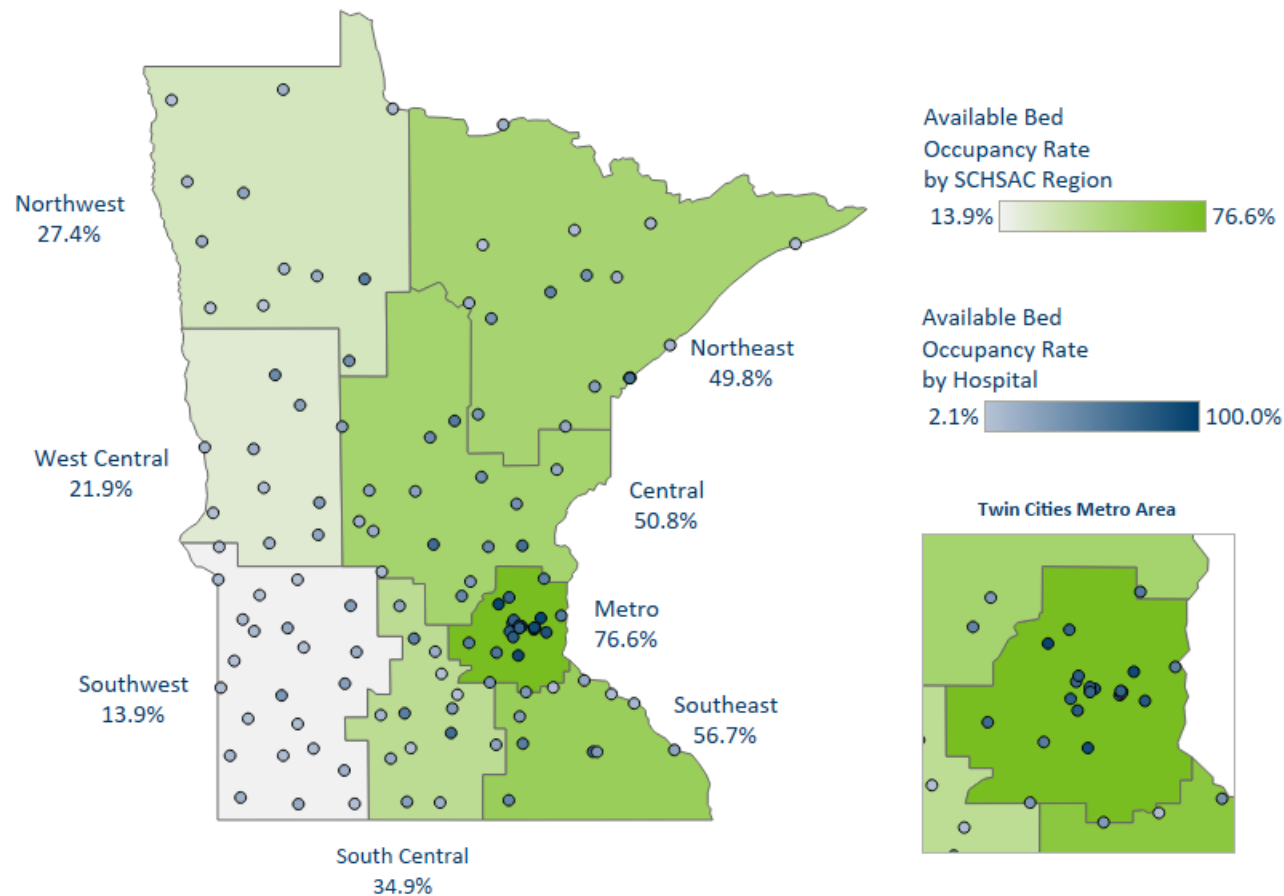 Northwest
27.4%
West Central
21.9%
Southwest
13.9%
South Central
34.9%
Northeast
49.8%
Central
50.8%
Metro
76.6%
Southeast
56.7%
Available Bed
Occupancy Rate
by SCHSAC Region
13.9% 76.6%
Available Bed
Occupancy Rate
by Hospital
2.1% 100.0%
Twin Cities Metro Area